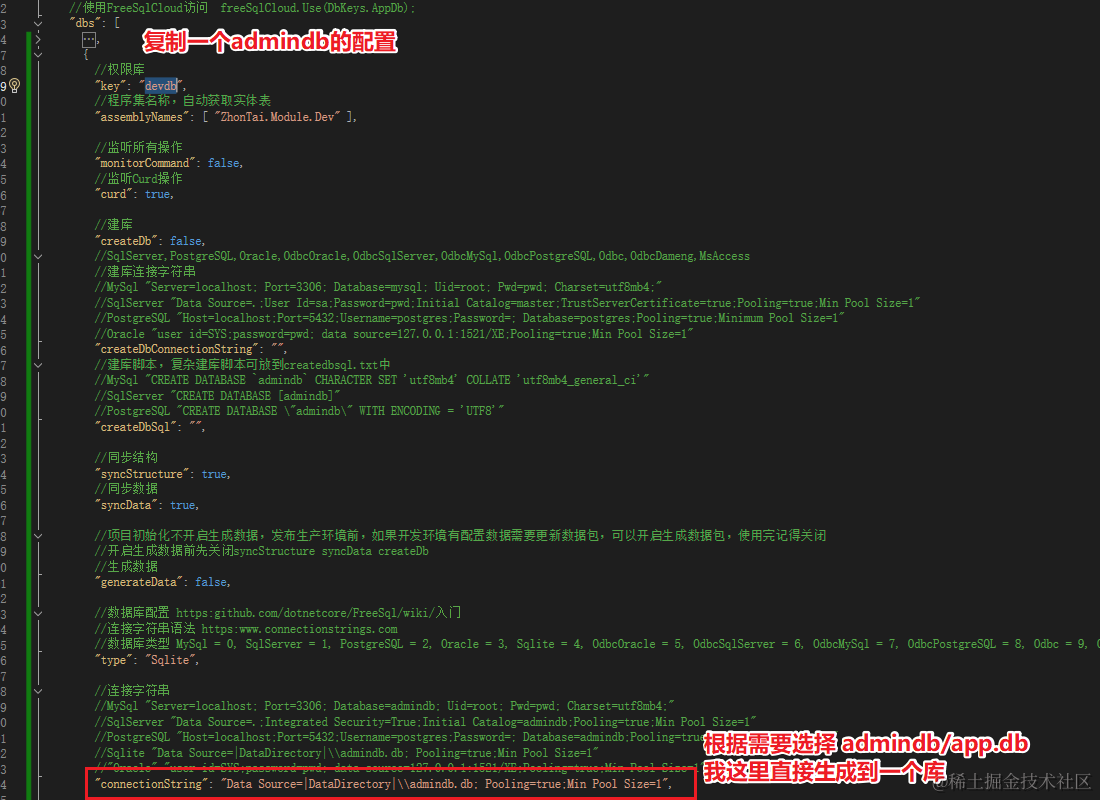 2 //使用FreeSqlCloud访问 freeSqlCloud.Use(DbKeys.AppDb);
3 "dbs": [
4 ...,
复制一个admindb的配置
7 {
8 //权限库
9 "key": "devdb",
0 //程序集名称，自动获取实体表
1 "assemblyNames": [ "ZhonTai.Module.Dev" ],
2
3 //监听所有操作
4 "monitorCommand": false,
5 //监听Curd操作
6 "curd": true,
7
8 //建库
9 "createDb": false,
0 //SqlServer,PostgreSQL,Oracle,OdbcOracle,OdbcSqlServer,OdbcMySql,OdbcPostgreSQL,Odbc,OdbcDameng,MsAccess
1 //建库连接字符串
2 //MySql "Server=localhost; Port=3306; Database=mysql; Uid=root; Pwd=pwd; Charset=utf8mb4;"
3 //SqlServer "Data Source=.;User Id=sa;Password=pwd;Initial Catalog=master;TrustServerCertificate=true;Pooling=true;Min Pool Size=1"
4 //PostgreSQL "Host=localhost;Port=5432;Username=postgres;Password=; Database=postgres;Pooling=true;Minimum Pool Size=1"
5 //Oracle "user id=SYS;password=pwd; data source=127.0.0.1:1521/XE;Pooling=true;Min Pool Size=1"
6 "createDbConnectionString": "",
7 //建库脚本，复杂建库脚本可放到createdbsql.txt中
8 //MySql "CREATE DATABASE `admindb` CHARACTER SET 'utf8mb4' COLLATE 'utf8mb4_general_ci'"
9 //SqlServer "CREATE DATABASE [admindb]"
0 //PostgreSQL "CREATE DATABASE \"admindb\" WITH ENCODING = 'UTF8'"
1 "createDbSql": "",
2
3 //同步结构
4 "syncStructure": true,
5 //同步数据
6 "syncData": true,
7
8 //项目初始化不开启生成数据，发布生产环境前，如果开发环境有配置数据需要更新数据包，可以开启生成数据包，使用完记得关闭
9 //开启生成数据前先关闭syncStructure syncData createDb
0 //生成数据
1 "generateData": false,
2
3 //数据库配置 https:github.com/dotnetcore/FreeSql/wiki/入门
4 //连接字符串语法 https:www.connectionstrings.com
5 //数据库类型 MySql = 0, SqlServer = 1, PostgreSQL = 2, Oracle = 3, Sqlite = 4, OdbcOracle = 5, OdbcSqlServer = 6, OdbcMySql = 7, OdbcPostgreSQL = 8, Odbc = 9,
6 "type": "Sqlite",
7
8 //连接字符串
9 //MySql "Server=localhost; Port=3306; Database=admindb; Uid=root; Pwd=pwd; Charset=utf8mb4;"
0 //SqlServer "Data Source=.;Integrated Security=True;Initial Catalog=admindb;Pooling=true;Min Pool Size=1"
1 //PostgreSQL "Host=localhost;Port=5432;Username=postgres;Password=; Database=admindb;Pooling=tru
2 //Sqlite "Data Source=|DataDirectory|\\admindb.db; Pooling=true;Min Pool Size=1"
3 //"Oracle" "user id=SYS;password=pwd; data source=127.0.0.1:1521/XE;Pooling=true;Min Pool Size=1
4 "connectionString": "Data Source=|DataDirectory|\\admindb.db; Pooling=true;Min Pool Size=1",
根据需要选择 admindb/app.db
我这里直接生成到一个库
@稀土掘金技术社区